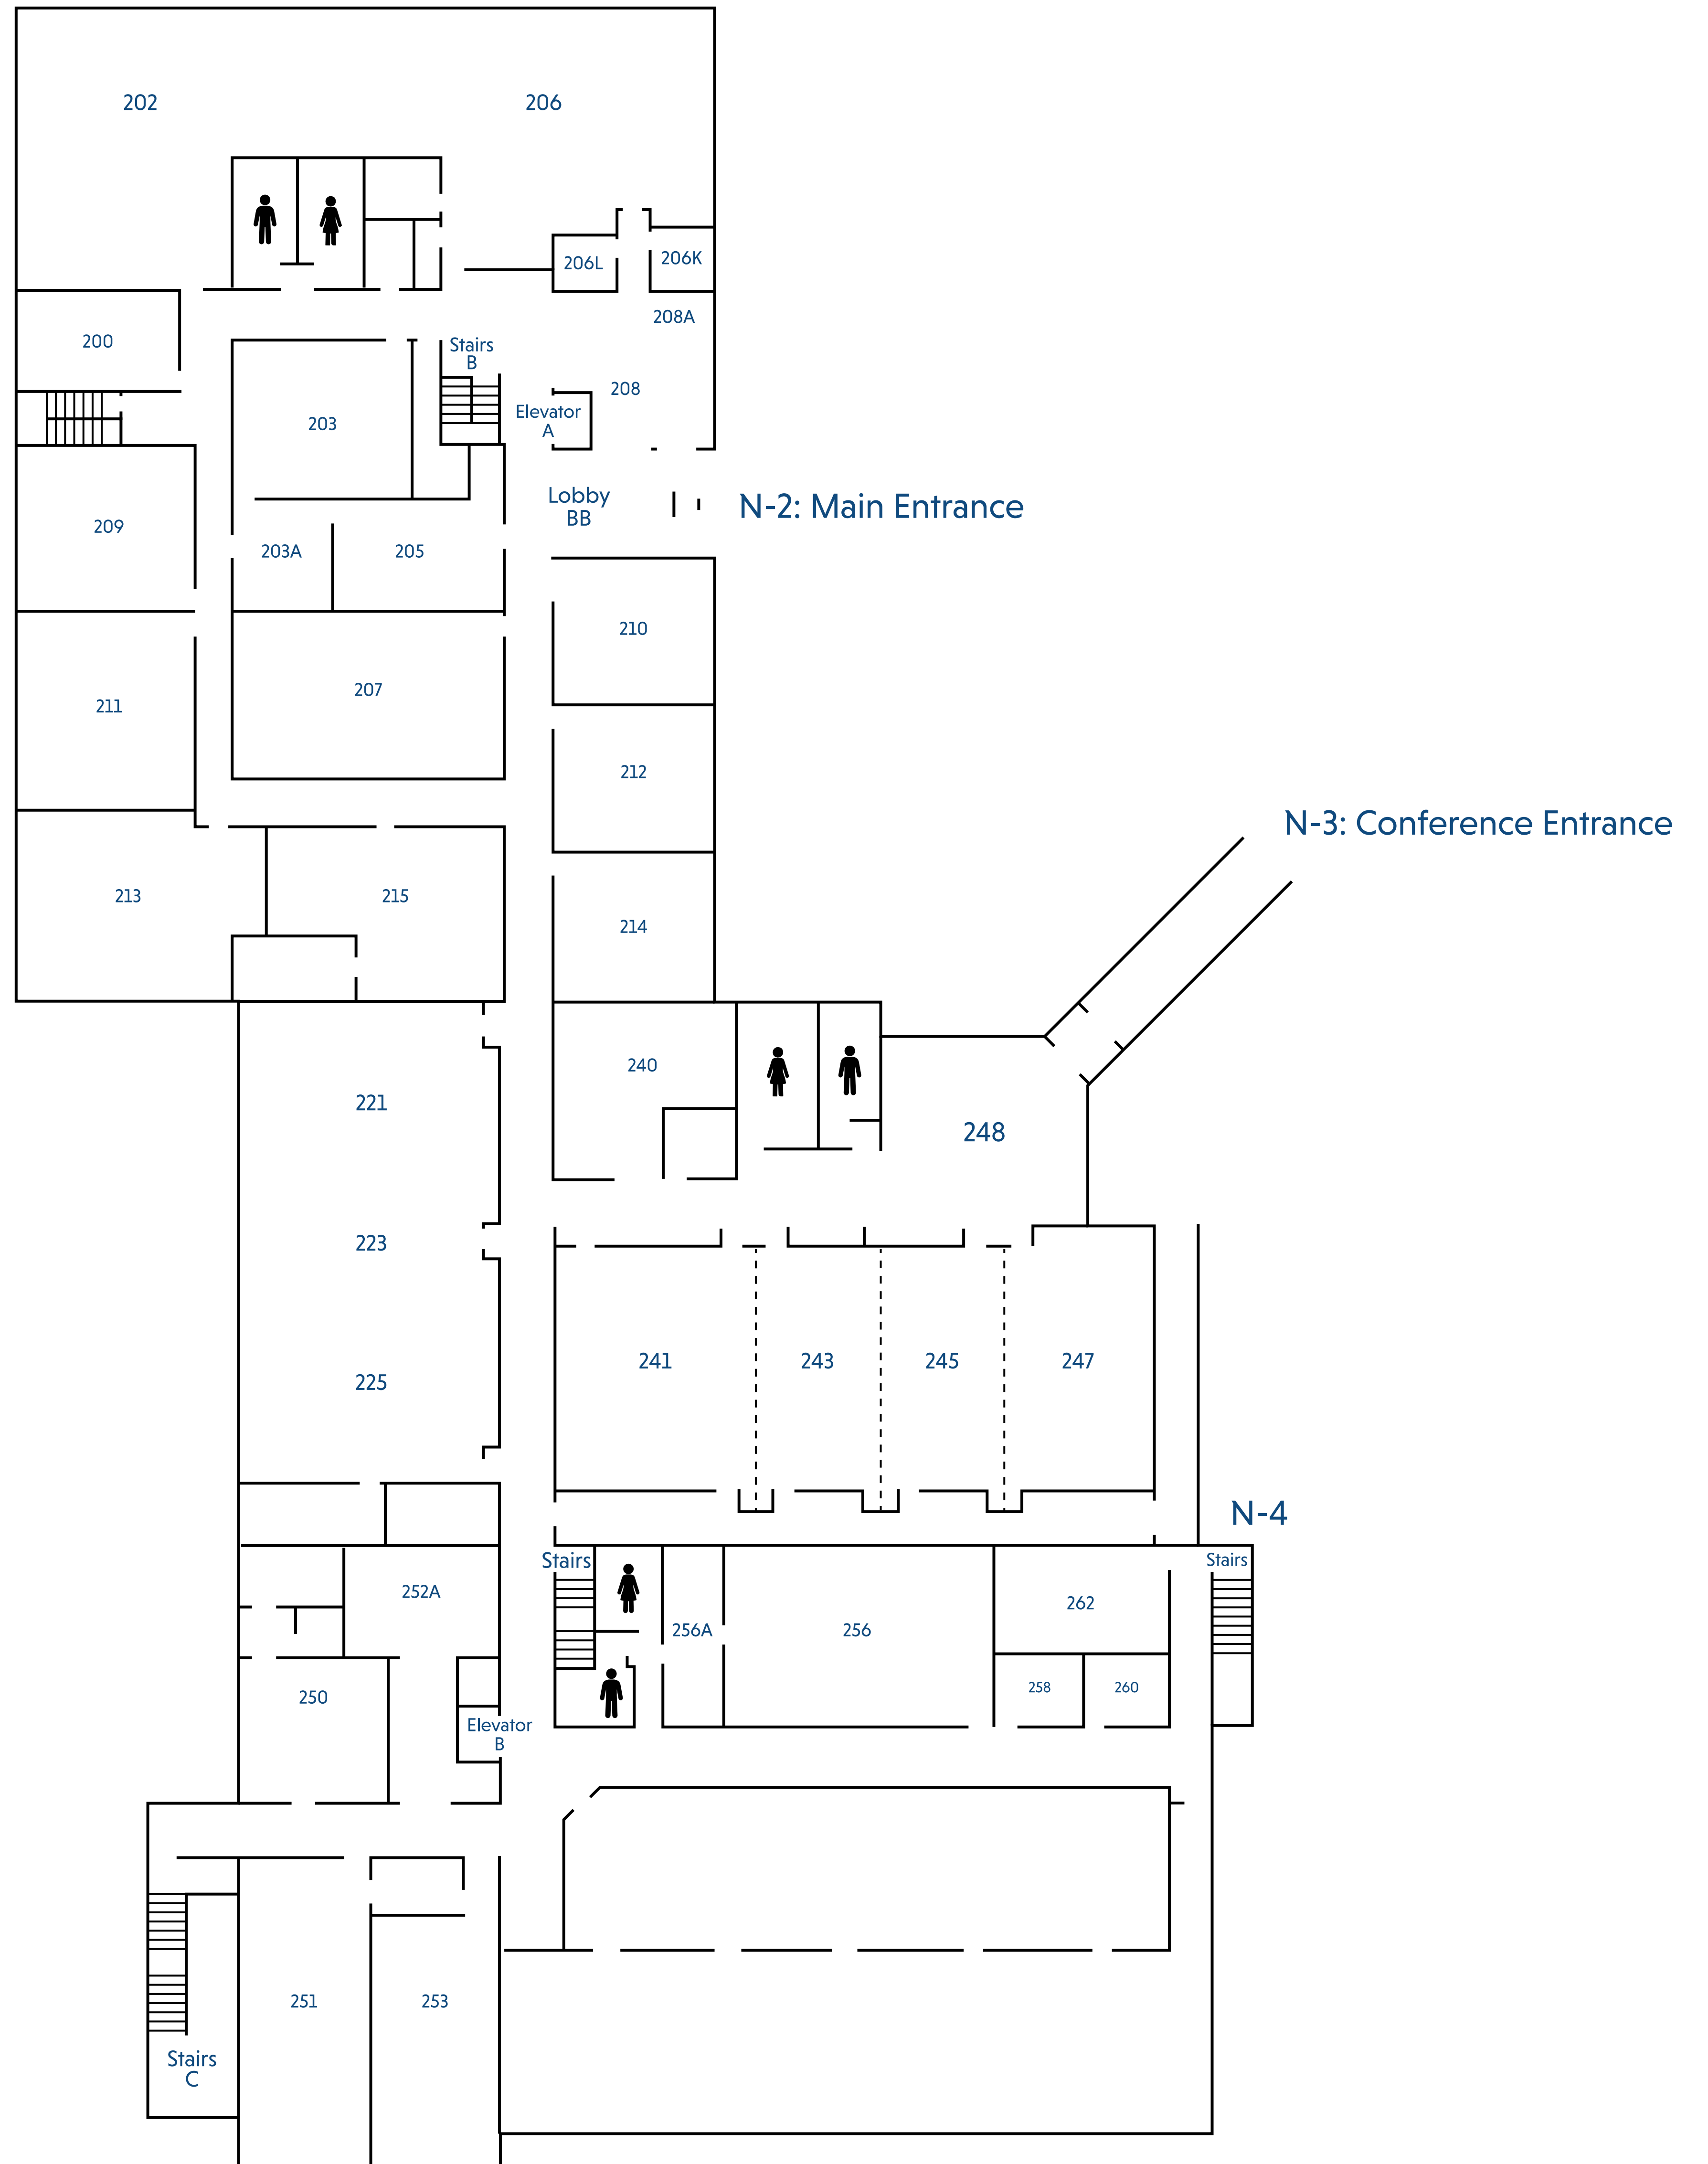 202
206
206L
206K
208A
200
Stairs
B
208
Elevator
A
203
Lobby
BB
N-2: Main Entrance
209
203A
205
210
207
211
212
N-3: Conference Entrance
213
215
214
240
221
248
223
241
243
245
247
225
N-4
Stairs
Stairs
252A
262
256A
256
258
260
250
Elevator
B
251
253
Stairs
C